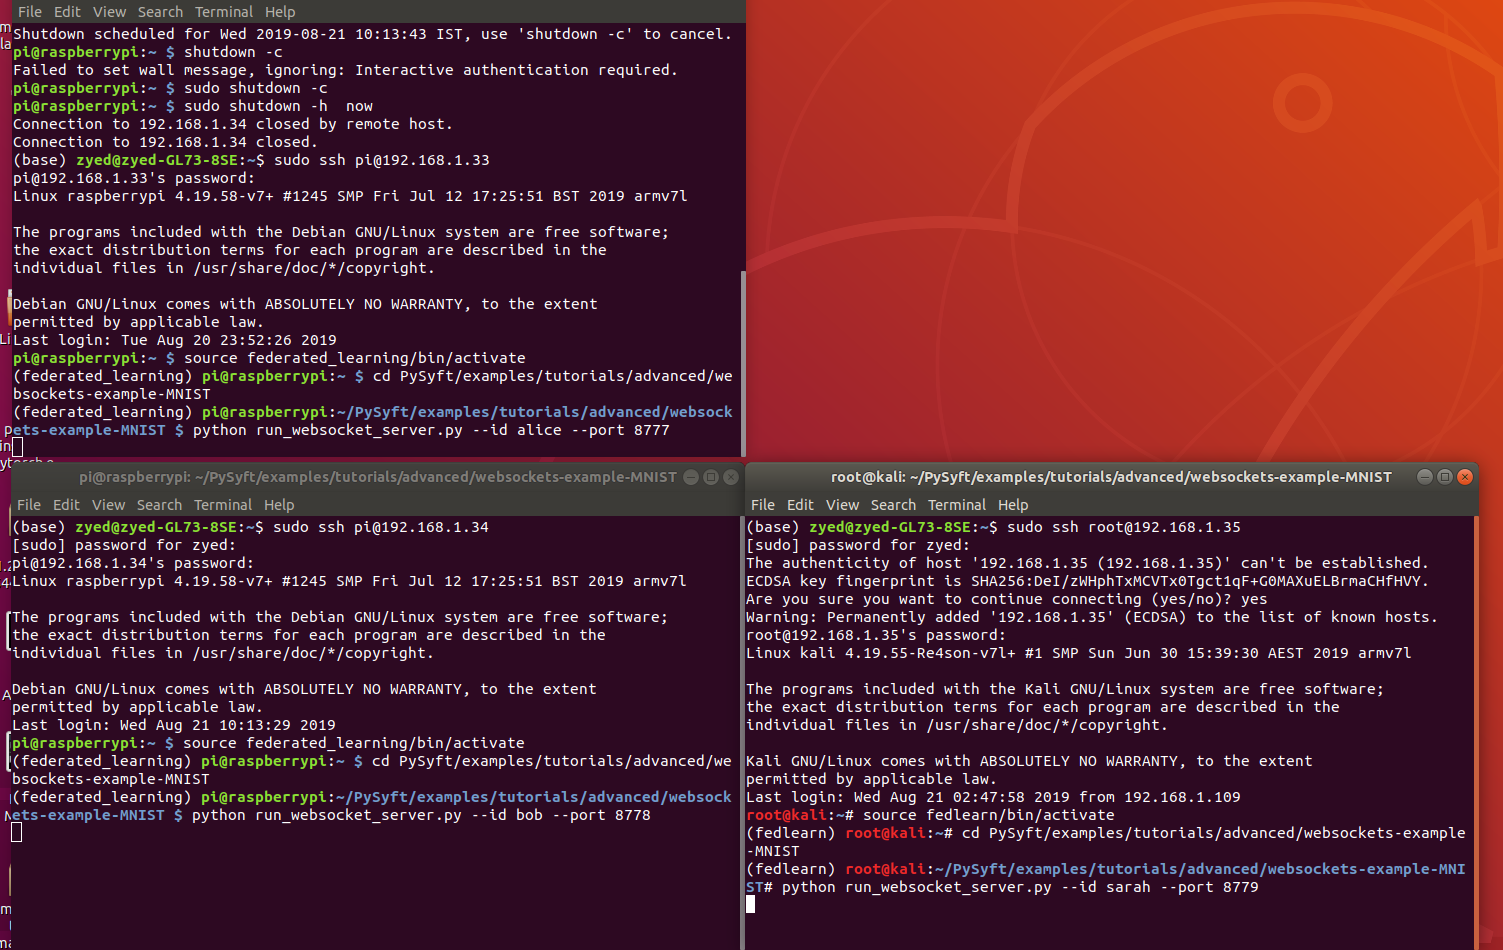 File Edit View Search Terminal Help
Shutdown scheduled for Wed 2019-08-21 10:13:43 IST, use 'shutdown -c' to cancel.
pi@raspberrypi:~ $ shutdown -c
Failed to set wall message, ignoring: Interactive authentication required.
pi@raspberrypi:~ $ sudo shutdown -c
pi@raspberrypi:~ $ sudo shutdown -h  now
Connection to 192.168.1.34 closed by remote host.
Connection to 192.168.1.34 closed.
(base) zyed@zyed-GL73-8SE:~$ sudo ssh pi@192.168.1.33
pi@192.168.1.33's password:
Linux raspberrypi 4.19.58-v7+ #1245 SMP Fri Jul 12 17:25:51 BST 2019 armv7l
The programs included with the Debian GNU/Linux system are free software;
the exact distribution terms for each program are described in the
individual files in /usr/share/doc/*/copyright.
Debian GNU/Linux comes with ABSOLUTELY NO WARRANTY, to the extent
permitted by applicable law.
Last login: Tue Aug 20 23:52:26 2019
pi@raspberrypi:~ $ source federated_learning/bin/activate
(federated_learning) pi@raspberrypi:~ $ cd PySyft/examples/tutorials/advanced/we
bsockets-example-MNIST
(federated_learning) pi@raspberrypi:~/PySyft/examples/tutorials/advanced/websock
ets-example-MNIST $ python run_websocket_server.py --id alice --port 8777
pi@raspberrypi: ~/PySyft/examples/tutorials/advanced/websockets-example-MNIST
File Edit View Search Terminal Help
(base) zyed@zyed-GL73-8SE:~$ sudo ssh pi@192.168.1.34
[sudo] password for zyed:
pi@192.168.1.34's password:
Linux raspberrypi 4.19.58-v7+ #1245 SMP Fri Jul 12 17:25:51 BST 2019 armv7l
The programs included with the Debian GNU/Linux system are free software;
the exact distribution terms for each program are described in the
individual files in /usr/share/doc/*/copyright.
Debian GNU/Linux comes with ABSOLUTELY NO WARRANTY, to the extent
permitted by applicable law.
Last login: Wed Aug 21 10:13:29 2019
pi@raspberrypi:~ $ source federated_learning/bin/activate
(federated_learning) pi@raspberrypi:~ $ cd PySyft/examples/tutorials/advanced/we
bsockets-example-MNIST
(federated_learning) pi@raspberrypi:~/PySyft/examples/tutorials/advanced/websock
ets-example-MNIST $ python run_websocket_server.py --id bob --port 8778
root@kali: ~/PySyft/examples/tutorials/advanced/websockets-example-MNIST
File Edit View Search Terminal Help
(base) zyed@zyed-GL73-8SE:~$ sudo ssh root@192.168.1.35
[sudo] password for zyed:
The authenticity of host '192.168.1.35 (192.168.1.35)' can't be established.
ECDSA key fingerprint is SHA256:DeI/zWHphTxMCVTx0Tgct1qF+G0MAXuELBrmaCHfHVY.
Are you sure you want to continue connecting (yes/no)? yes
Warning: Permanently added '192.168.1.35' (ECDSA) to the list of known hosts.
root@192.168.1.35's password:
Linux kali 4.19.55-Re4son-v7l+ #1 SMP Sun Jun 30 15:39:30 AEST 2019 armv7l
The programs included with the Kali GNU/Linux system are free software;
the exact distribution terms for each program are described in the
individual files in /usr/share/doc/*/copyright.
Kali GNU/Linux comes with ABSOLUTELY NO WARRANTY, to the extent
permitted by applicable law.
Last login: Wed Aug 21 02:47:58 2019 from 192.168.1.109
root@kali:~# source fedlearn/bin/activate
(fedlearn) root@kali:~# cd PySyft/examples/tutorials/advanced/websockets-example
-MNIST
(fedlearn) root@kali:~/PySyft/examples/tutorials/advanced/websockets-example-MNI
ST# python run_websocket_server.py --id sarah --port 8779